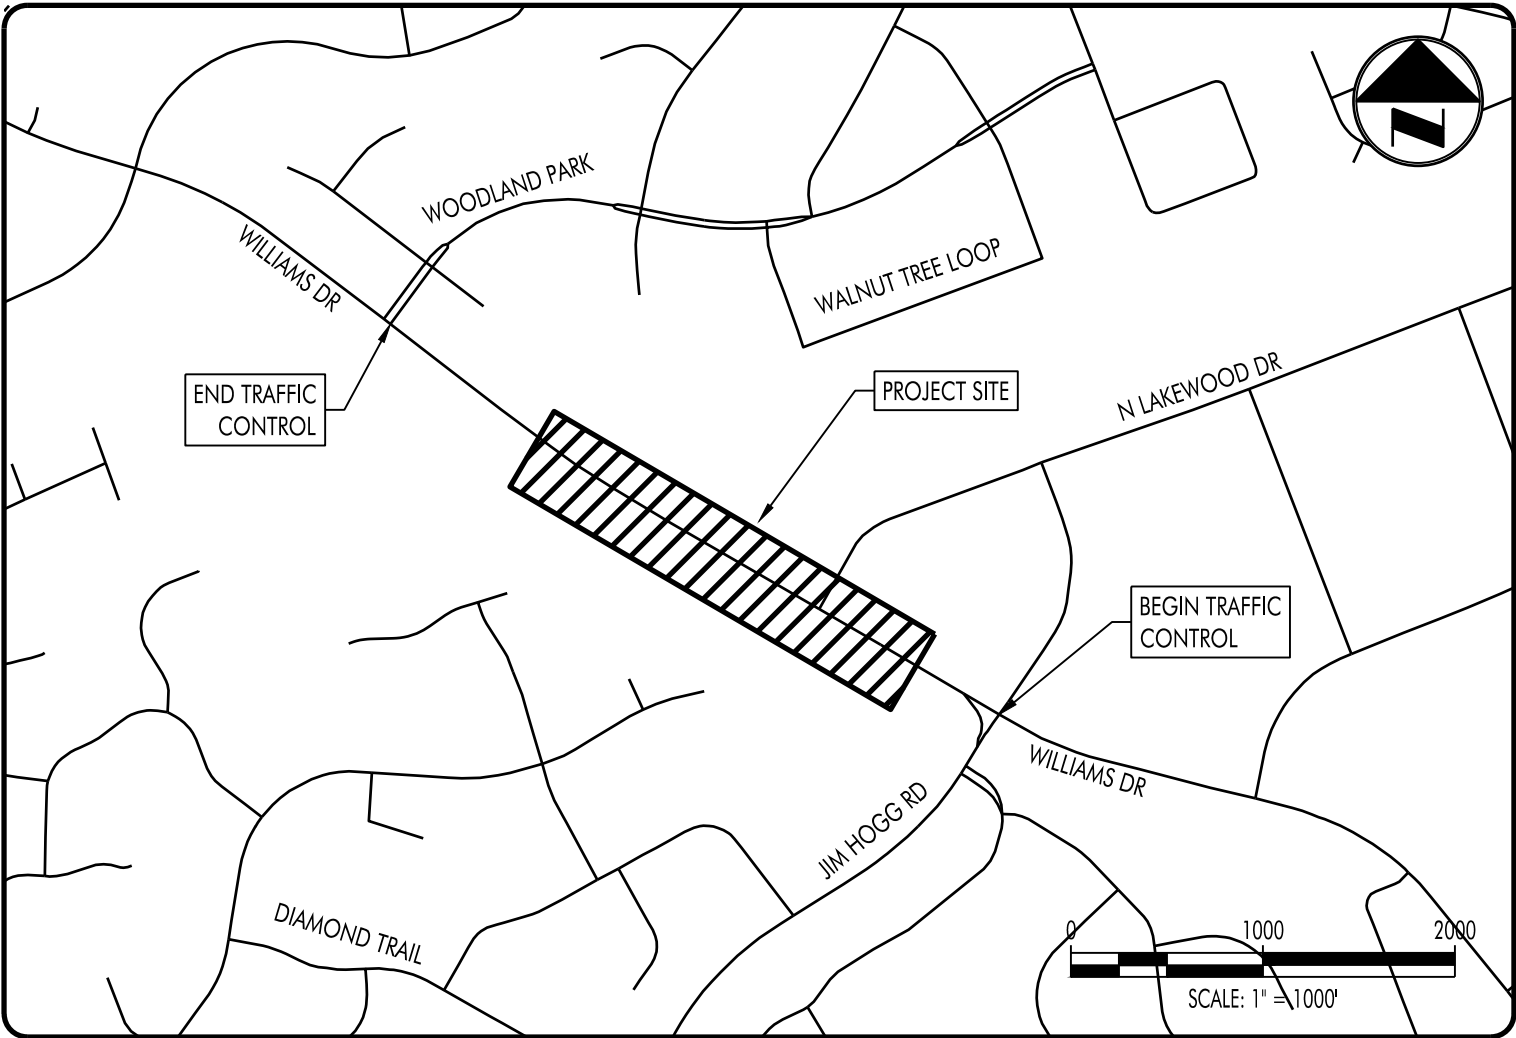 WOODLAND PARK
WILLIAMS DR
WALNUT TREE LOOP
END TRAFFIC
CONTROL
PROJECT SITE
N LAKEWOOD DR
BEGIN TRAFFIC
CONTROL
WILLIAMS DR
JIM HOGG RD
DIAMOND TRAIL
0 1000 2000
SCALE: 1" = 1000'
N